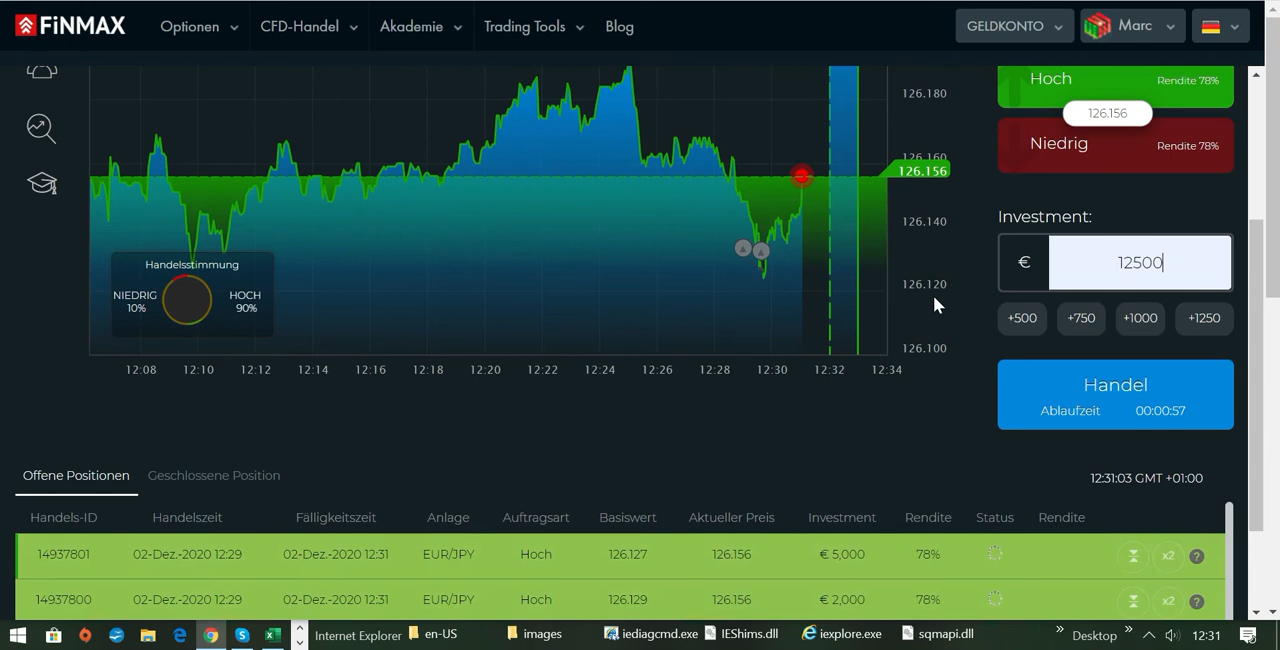 FiNMAX Optionen CFD-Handel Akademie Trading Tools Blog GELDKONTO Marc
126.180
Hoch Rendite 78%
126.156
126.160
Niedrig Rendite 78%
126.156
126.140
Investment:
€ 12500
126.120
+500 +750 +1000 +1250
Handelsstimmung
NIEDRIG HOCH
10% 90%
126.100
12:08 12:10 12:12 12:14 12:16 12:18 12:20 12:22 12:24 12:26 12:28 12:30 12:32 12:34
Handel
Ablaufzeit 00:00:57
Offene Positionen Geschlossene Position 12:31:03 GMT +01:00
Handels-ID Handelszeit Fälligkeitszeit Anlage Auftragsart Basiswert Aktueller Preis Investment Rendite Status Rendite
14937801 02-Dez.-2020 12:29 02-Dez.-2020 12:31 EUR/JPY Hoch 126.127 126.156 € 5,000 78% x2 ?
14937800 02-Dez.-2020 12:29 02-Dez.-2020 12:31 EUR/JPY Hoch 126.129 126.156 € 2,000 78% x2 ?
Internet Explorer en-US images iediagcmd.exe IEShims.dll iexplore.exe sqmapi.dll » Desktop » 12:31